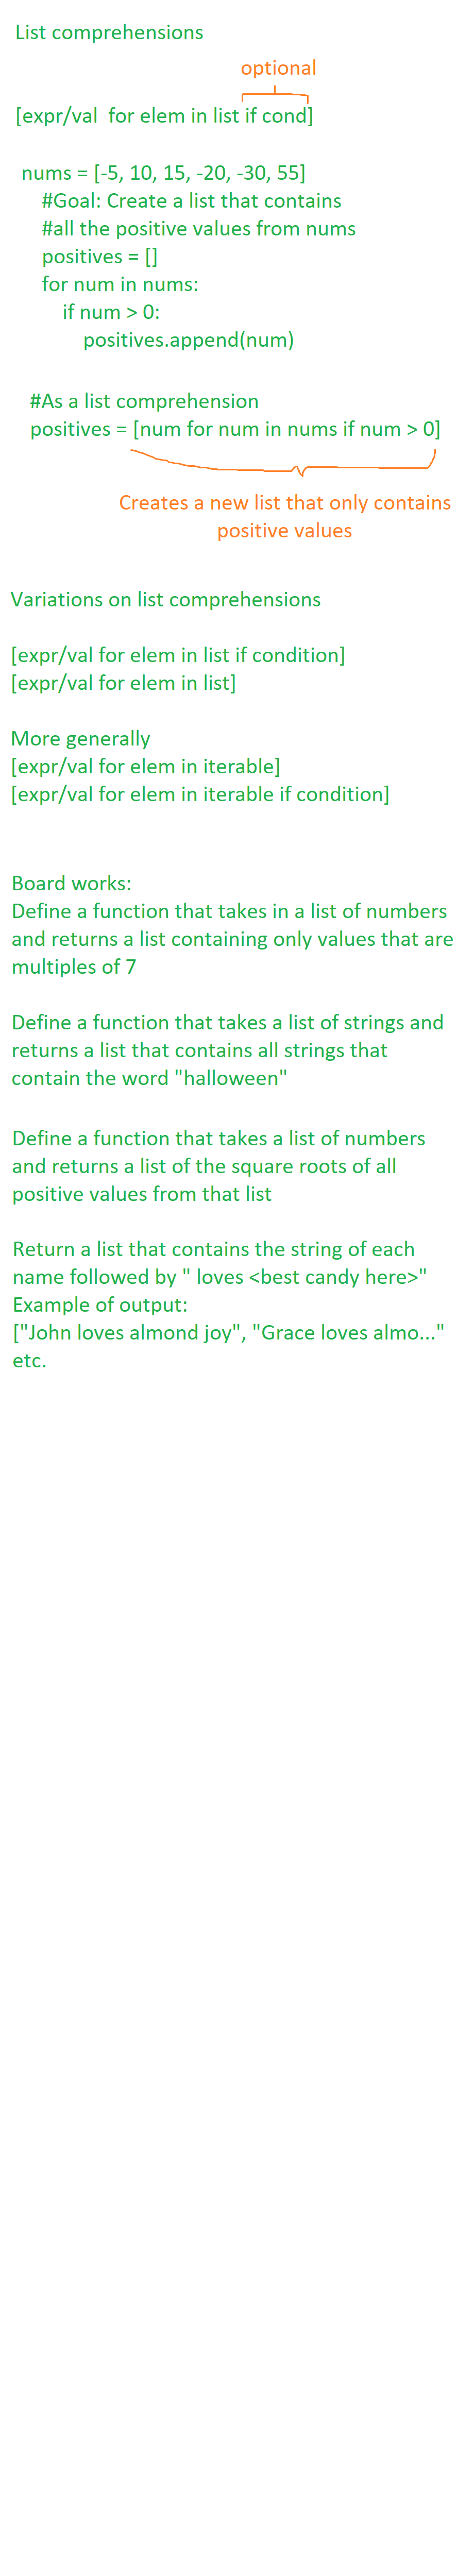 List comprehensions
optional
[expr/val  for elem in list if cond]
nums = [-5, 10, 15, -20, -30, 55]
#Goal: Create a list that contains
#all the positive values from nums
positives = []
for num in nums:
if num > 0:
positives.append(num)
#As a list comprehension
positives = [num for num in nums if num > 0]
Creates a new list that only contains
positive values
Variations on list comprehensions
[expr/val for elem in list if condition]
[expr/val for elem in list]
More generally
[expr/val for elem in iterable]
[expr/val for elem in iterable if condition]
Board works:
Define a function that takes in a list of numbers
and returns a list containing only values that are
multiples of 7
Define a function that takes a list of strings and
returns a list that contains all strings that
contain the word "halloween"
Define a function that takes a list of numbers
and returns a list of the square roots of all
positive values from that list
Return a list that contains the string of each
name followed by " loves <best candy here>"
Example of output:
["John loves almond joy", "Grace loves almo..."
etc.